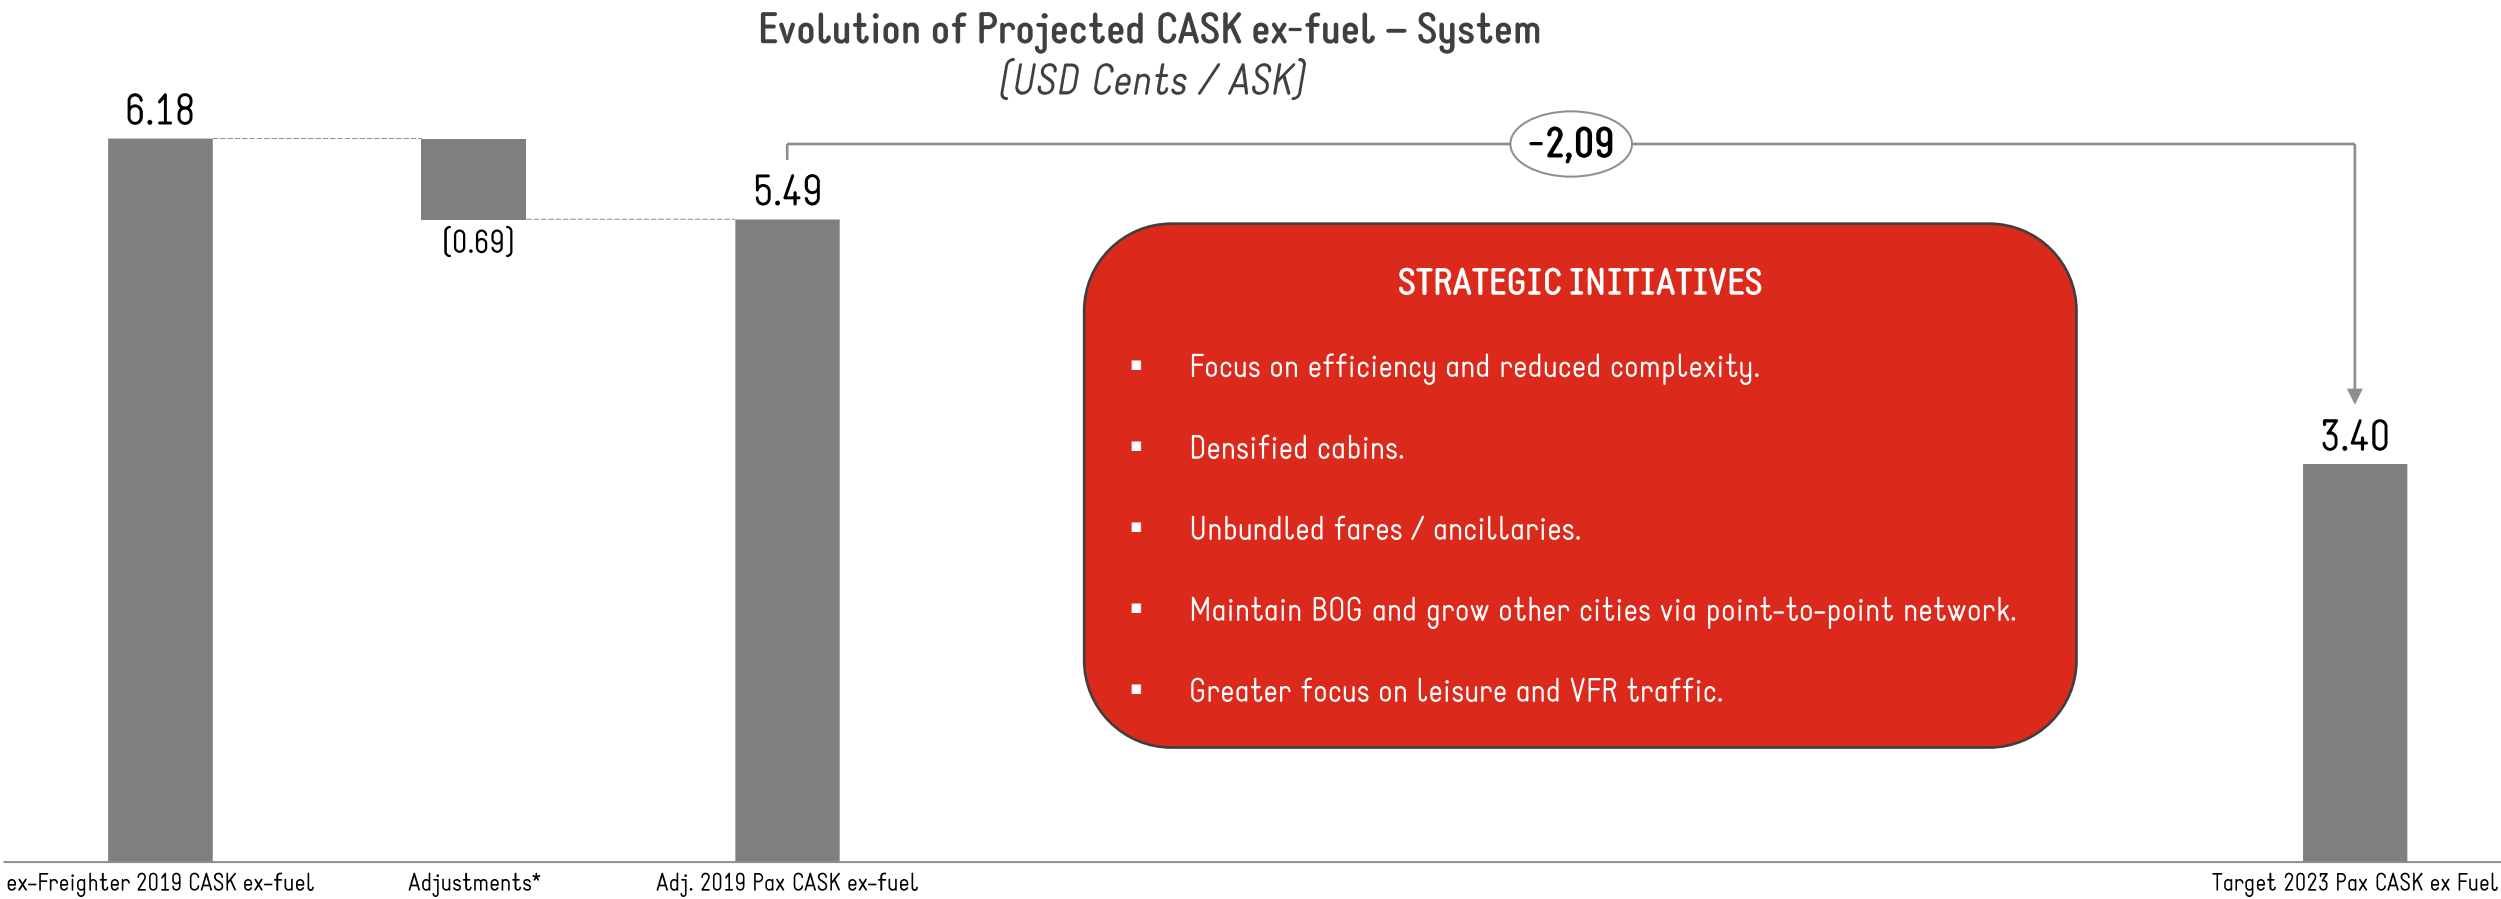 Evolution of Projected CASK ex-fuel – System
(USD Cents / ASK)
6.18
-2,09
5.49
(0.69)
STRATEGIC INITIATIVES
▪ Focus on efficiency and reduced complexity.
▪ Densified cabins.
▪ Unbundled fares / ancillaries.
▪ Maintain BOG and grow other cities via point-to-point network.
▪ Greater focus on leisure and VFR traffic.
3.40
ex-Freighter 2019 CASK ex-fuel
Adjustments*
Adj. 2019 Pax CASK ex-fuel
Target 2023 Pax CASK ex Fuel